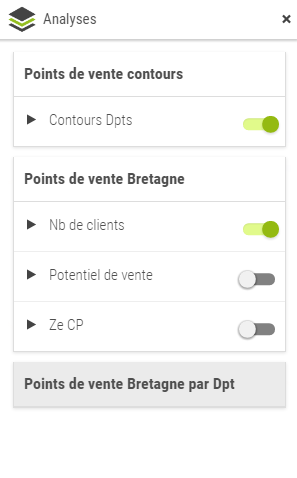 Analyses
Points de vente contours
Contours Dpts
Points de vente Bretagne
Nb de clients
Potentiel de vente
Ze CP
Points de vente Bretagne par Dpt